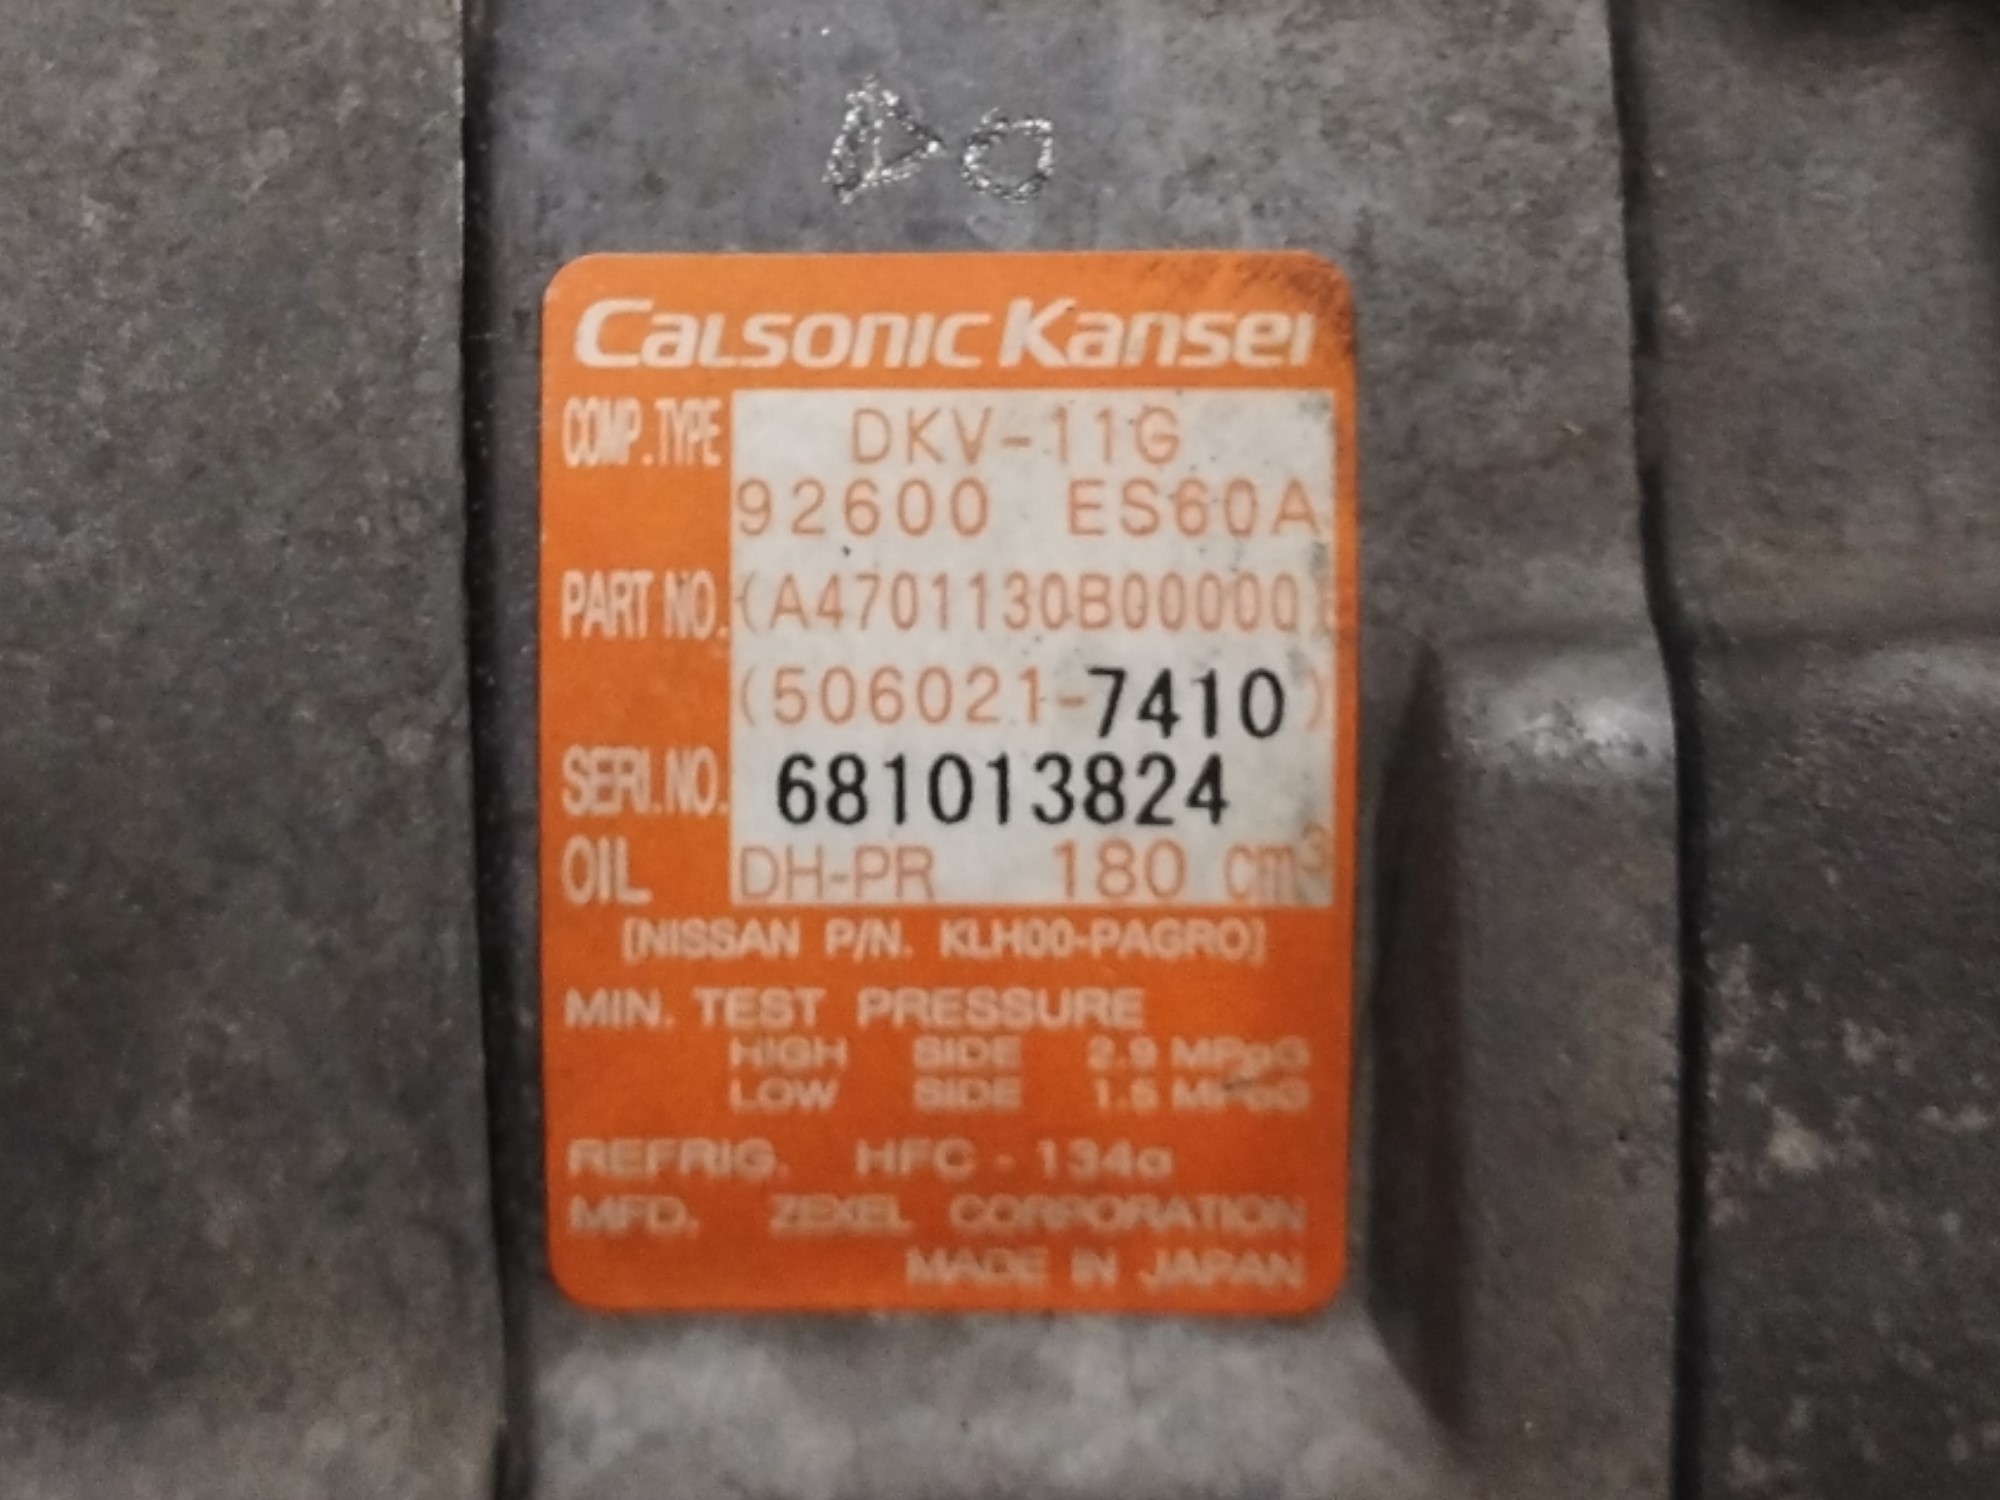 Calsonic Kansei
COMP.TYPE DKV-11G
92600 ES60A
PART NO. (A4701130B00000)
(506021-7410)
SERI.NO. 681013824
OIL DH-PR 180 cm³
[NISSAN P/N. KLH00-PAGRO]
MIN. TEST PRESSURE
HIGH SIDE 2.9 MPaG
LOW SIDE 1.5 MPaG
REFRIG. HFC - 134a
MFD. ZEXEL CORPORATION
MADE IN JAPAN